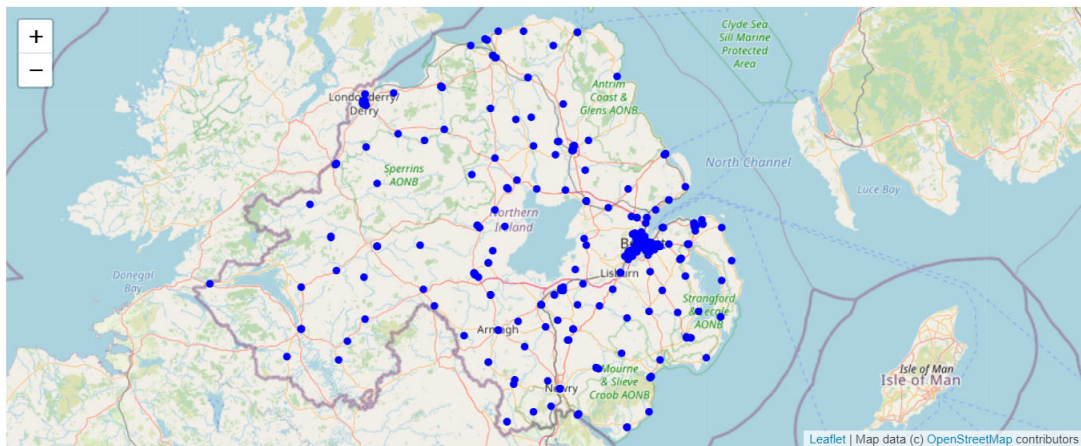 +
−
Clyde Sea
Sill Marine
Protected
Area
Londonderry/
Derry
Antrim
Coast &
Glens AONB
Sperrins
AONB
North Channel
Luce Bay
Northern
Ireland
Donegal
Bay
Lisburn
Strangford
AONB
Armagh
Mourne
& Slieve
Croob AONB
Newry
Isle of Man
Isle of Man
Leaflet | Map data (c) OpenStreetMap contributors